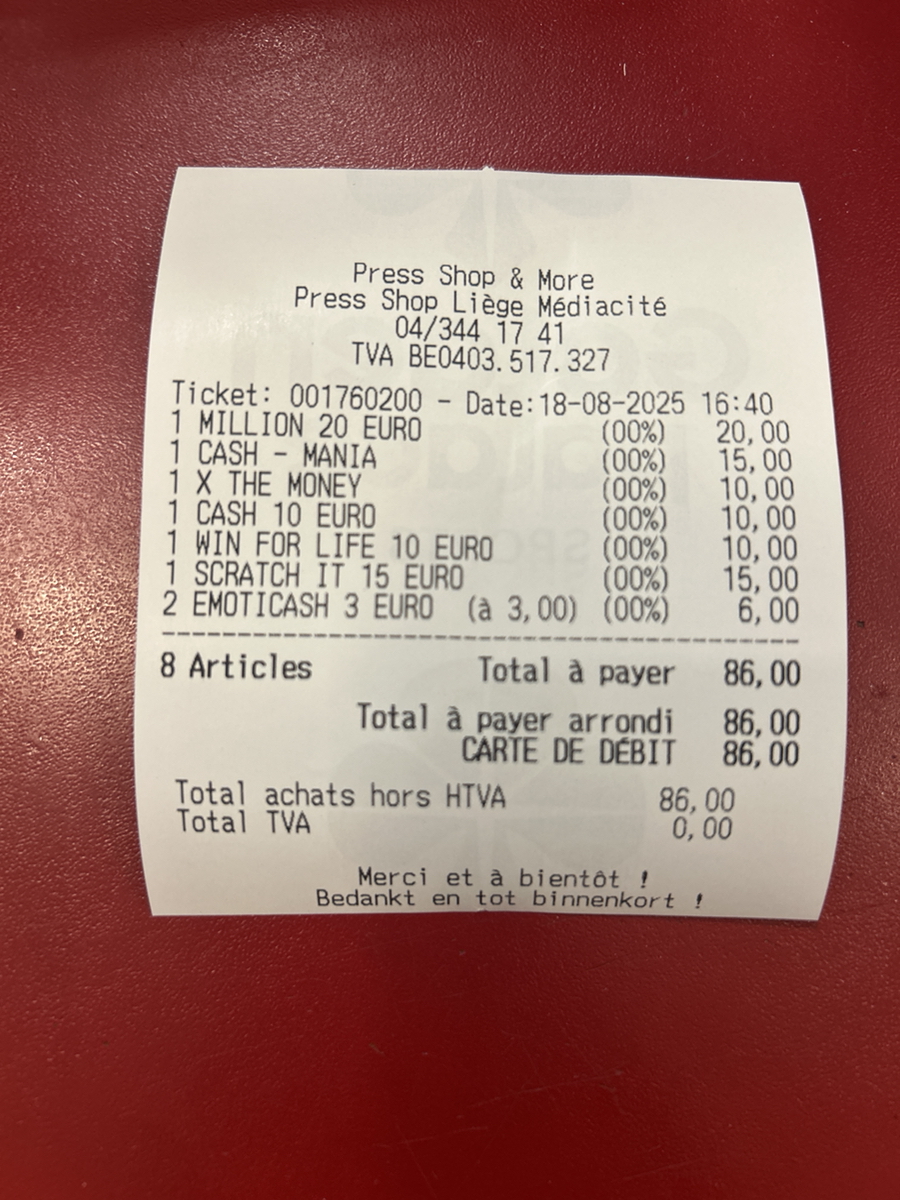 Press Shop & More
Press Shop Liège Médiacité
04/344 17 41
TVA BE0403.517.327
Ticket: 001760200 - Date:18-08-2025 16:40
1 MILLION 20 EURO (00%) 20,00
1 CASH - MANIA (00%) 15,00
1 X THE MONEY (00%) 10,00
1 CASH 10 EURO (00%) 10,00
1 WIN FOR LIFE 10 EURO (00%) 10,00
1 SCRATCH IT 15 EURO (00%) 15,00
2 EMOTICASH 3 EURO (à 3,00) (00%) 6,00
--------------------------------------------
8 Articles Total à payer 86,00
Total à payer arrondi 86,00
CARTE DE DÉBIT 86,00
Total achats hors HTVA 86,00
Total TVA 0,00
Merci et à bientôt !
Bedankt en tot binnenkort !